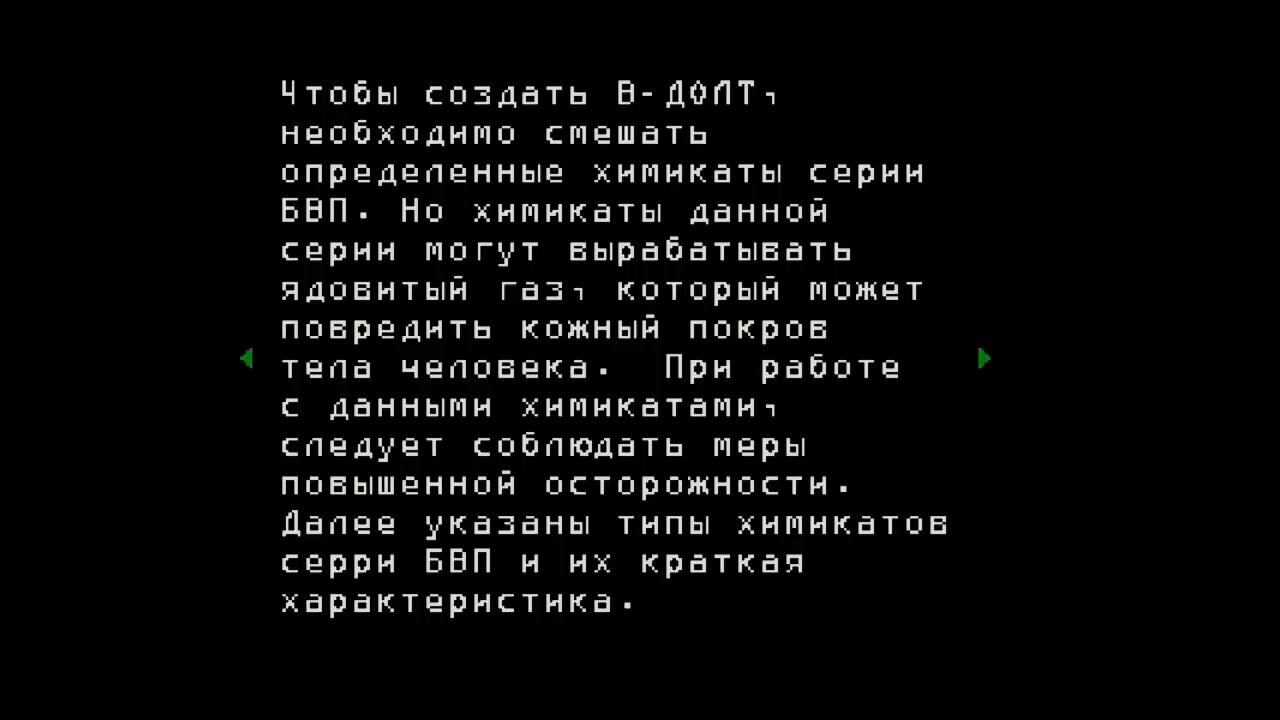 Чтобы создать В-ДОЛТ,
необходимо смешать
определенные химикаты серии
БВП. Но химикаты данной
серии могут вырабатывать
ядовитый газ, который может
повредить кожный покров
тела человека.  При работе
с данными химикатами,
следует соблюдать меры
повышенной осторожности.
Далее указаны типы химикатов
серри БВП и их краткая
характеристика.